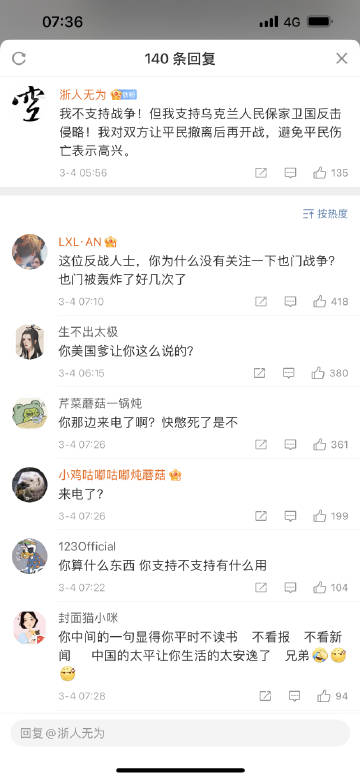 07:36
4G
140 条回复
浙人无为
我不支持战争！但我支持乌克兰人民保家卫国反击
侵略！我对双方让平民撤离后再开战，避免平民伤
亡表示高兴。
3-4 05:56
135
按热度
LXL·AN
这位反战人士，你为什么没有关注一下也门战争？
也门被轰炸了好几次了
3-4 07:10
418
生不出太极
你美国爹让你这么说的？
3-4 06:15
380
芹菜蘑菇一锅炖
你那边来电了啊？快憋死了是不
3-4 07:26
361
小鸡咕嘟咕嘟炖蘑菇
来电了？
3-4 07:26
199
123Official
你算什么东西 你支持不支持有什么用
3-4 07:22
104
封面猫小咪
你中间的一句显得你平时不读书 不看报 不看新
闻 中国的太平让你生活的太安逸了 兄弟
3-4 07:28
94
回复@浙人无为